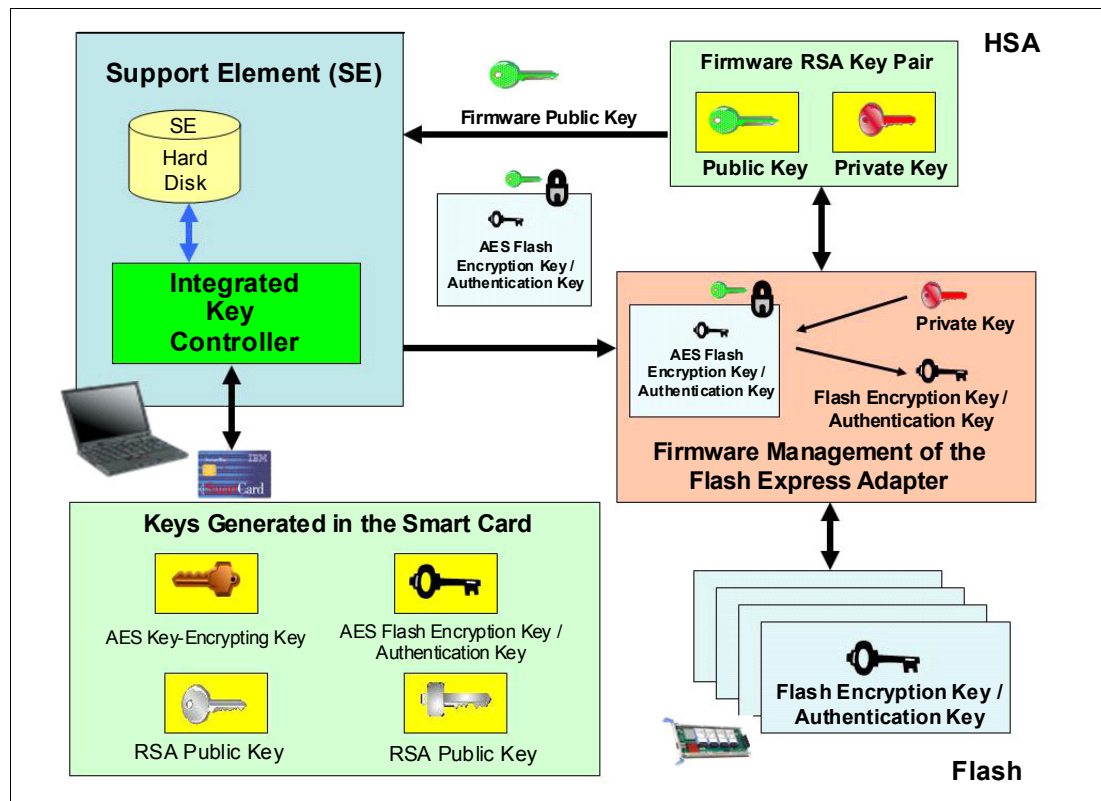 HSA
Support Element (SE)
SE
Hard
Disk
Integrated
Key
Controller
Firmware Public Key
Firmware RSA Key Pair
Public Key
Private Key
AES Flash
Encryption Key /
Authentication Key
AES Flash
Encryption Key /
Authentication Key
Private Key
Flash Encryption Key /
Authentication Key
Firmware Management of the
Flash Express Adapter
IBM
SmartCard
Keys Generated in the Smart Card
AES Key-Encrypting Key
AES Flash Encryption Key /
Authentication Key
RSA Public Key
RSA Public Key
Flash Encryption Key /
Authentication Key
Flash